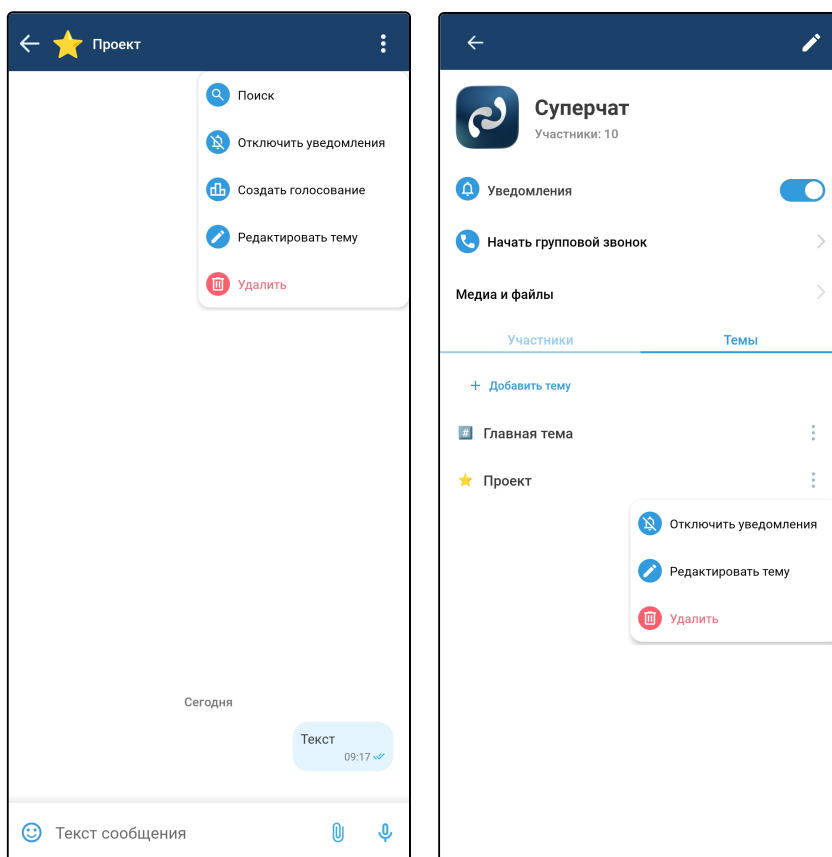 Проект
Поиск
Отключить уведомления
Создать голосование
Редактировать тему
Удалить
Сегодня
Текст
09:17
Текст сообщения
Суперчат
Участники: 10
Уведомления
Начать групповой звонок
Медиа и файлы
Участники
Темы
+ Добавить тему
# Главная тема
Проект
Отключить уведомления
Редактировать тему
Удалить